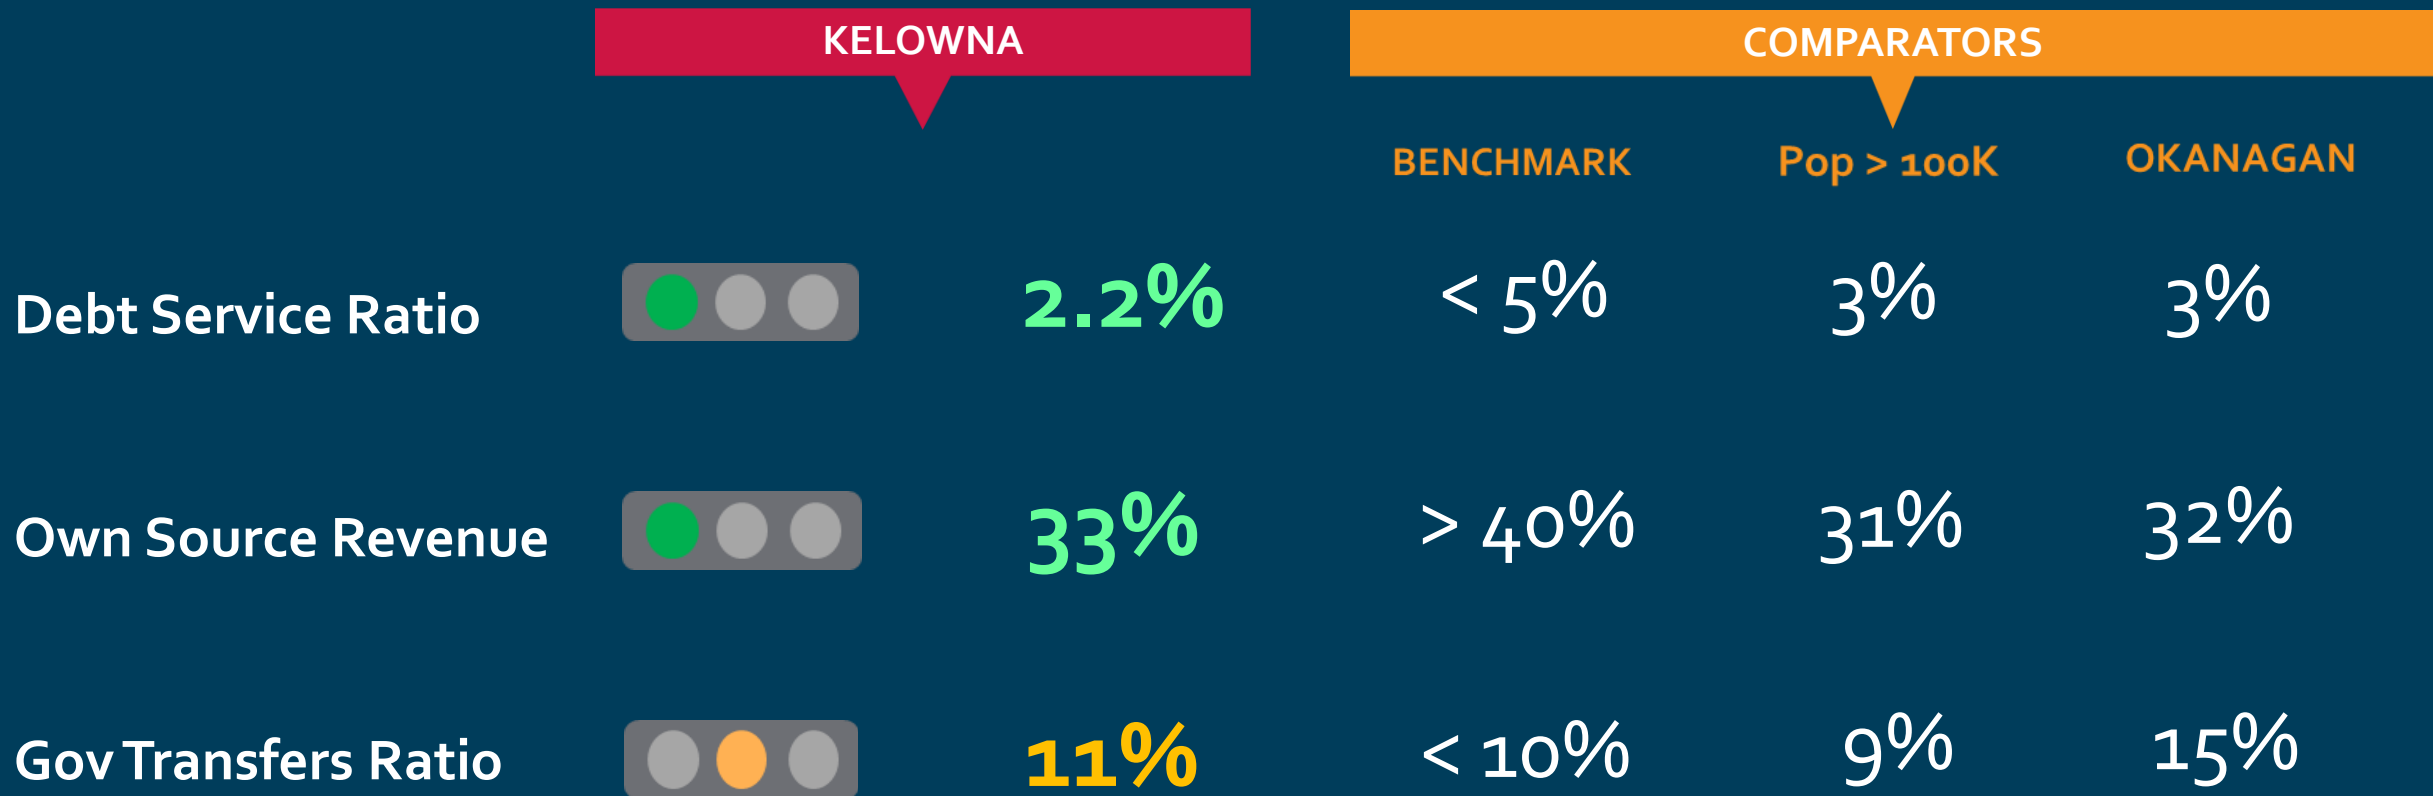 KELOWNA COMPARATORS
BENCHMARK Pop > 100K OKANAGAN
Debt Service Ratio 2.2% < 5% 3% 3%
Own Source Revenue 33% > 40% 31% 32%
Gov Transfers Ratio 11% < 10% 9% 15%